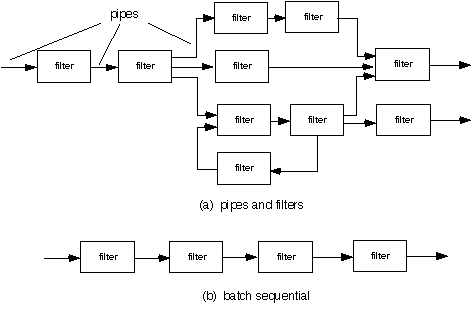 pipes
filter filter
filter filter filter filter
filter filter filter
filter
(a) pipes and filters
filter filter filter filter
(b) batch sequential